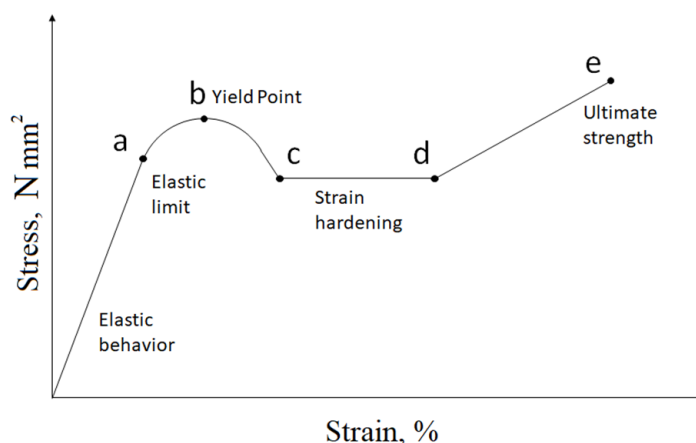 e
b Yield Point
Ultimate
strength
a
c
d
Elastic
limit
Strain
hardening
Stress, N mm²
Elastic
behavior
Strain, %